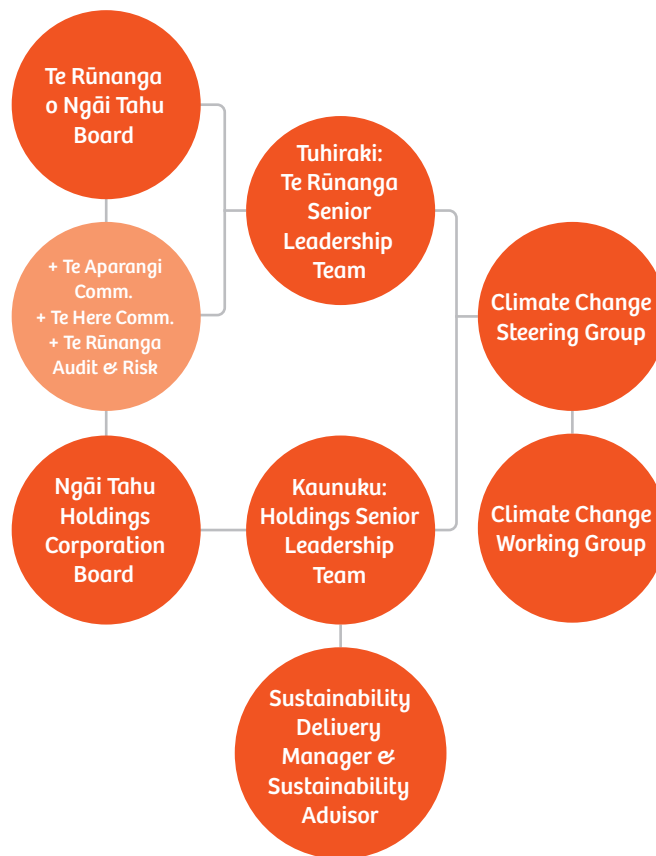 Te Rūnanga
o Ngāi Tahu
Board
Tuhiraki:
Te Rūnanga
Senior
Leadership
Team
+ Te Aparangi
Comm.
+ Te Here Comm.
+ Te Rūnanga
Audit & Risk
Climate Change
Steering Group
Ngāi Tahu
Holdings
Corporation
Board
Kaunuku:
Holdings Senior
Leadership
Team
Climate Change
Working Group
Sustainability
Delivery
Manager &
Sustainability
Advisor